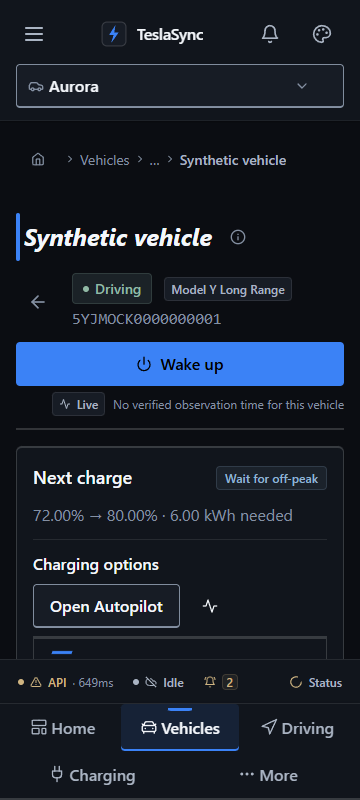 TeslaSync
Aurora
Vehicles > ... > Synthetic vehicle
Synthetic vehicle
Driving
Model Y Long Range
5YJMOCK0000000001
Wake up
Live
No verified observation time for this vehicle
Next charge
Wait for off-peak
72.00% → 80.00% · 6.00 kWh needed
Charging options
Open Autopilot
API · 649ms
Idle
2
Status
Home
Vehicles
Driving
Charging
More